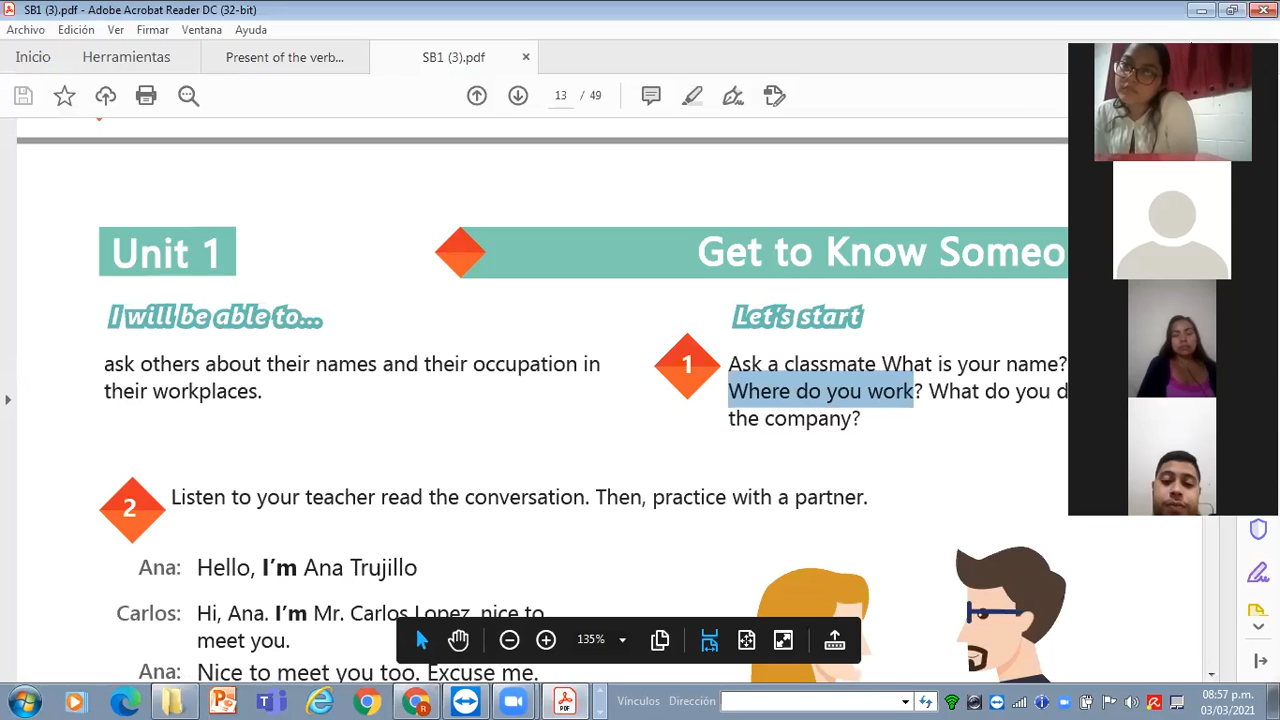 SB1 (3).pdf - Adobe Acrobat Reader DC (32-bit)
Archivo Edición Ver Firmar Ventana Ayuda
Inicio Herramientas Present of the verb... SB1 (3).pdf ×
13 / 49
Unit 1
Get to Know Someo
I will be able to...
Let's start
ask others about their names and their occupation in
their workplaces.
1
Ask a classmate What is your name?
Where do you work? What do you d
the company?
2
Listen to your teacher read the conversation. Then, practice with a partner.
Ana: Hello, I'm Ana Trujillo
Carlos: Hi, Ana. I'm Mr. Carlos Lopez, nice to
meet you.
Ana: Nice to meet you too. Excuse me.
135%
Vínculos Dirección
08:57 p.m.
03/03/2021